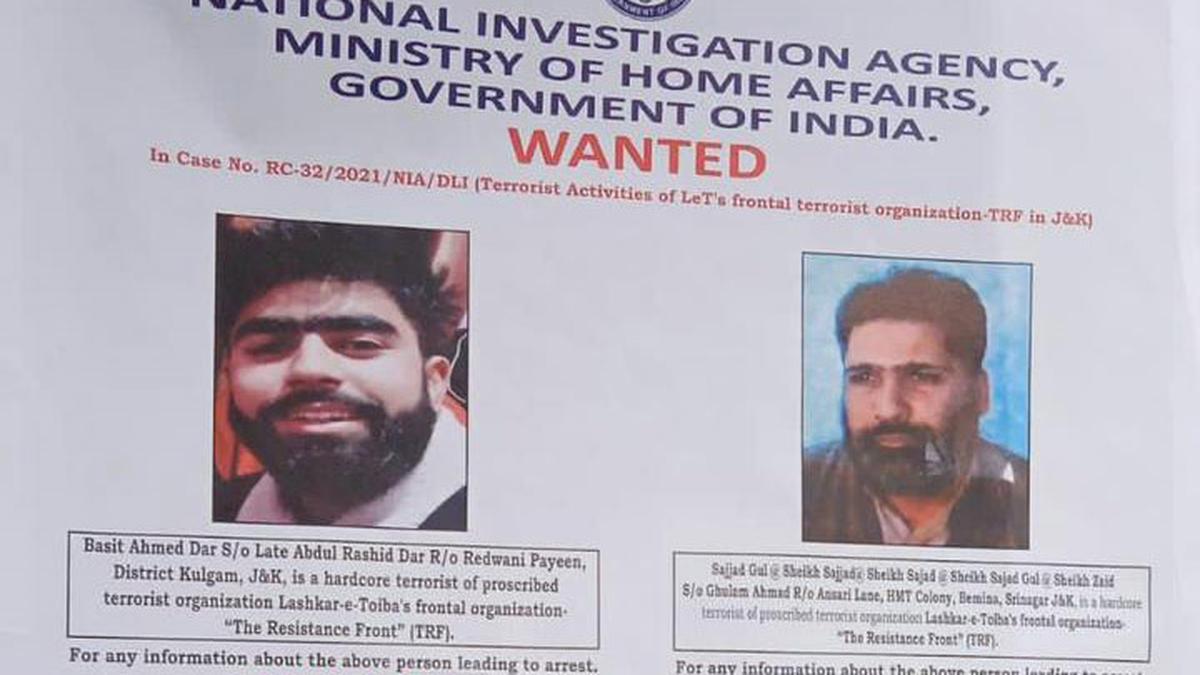 NATIONAL INVESTIGATION AGENCY,
MINISTRY OF HOME AFFAIRS,
GOVERNMENT OF INDIA.
WANTED
In Case No. RC-32/2021/NIA/DLI (Terrorist Activities of LeT's frontal terrorist organization-TRF in J&K)
Basit Ahmed Dar S/o Late Abdul Rashid Dar R/o Redwani Payeen,
District Kulgam, J&K, is a hardcore terrorist of proscribed
terrorist organization Lashkar-e-Toiba's frontal organization-
“The Resistance Front” (TRF).
For any information about the above person leading to arrest.
Sajjad Gul @ Sheikh Sajjad@ Sheikh Sajad @ Sheikh Sajad Gul @ Sheikh Zaid
S/o Ghulam Ahmad R/o Ansari Lane, HMT Colony, Bemina, Srinagar J&K, is a hardcore
terrorist of proscribed terrorist organization Lashkar-e-Toiba's frontal organization-
“The Resistance Front” (TRF).
For any information about the above person leading to